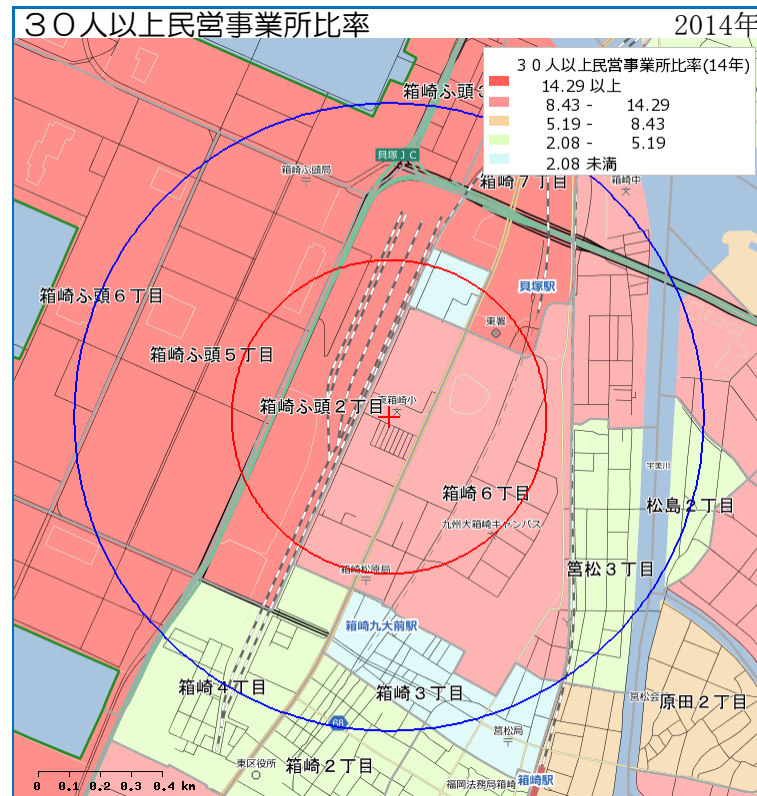 ３０人以上民営事業所比率
2014年
３０人以上民営事業所比率(14年)
14.29 以上
8.43 - 14.29
5.19 - 8.43
2.08 - 5.19
2.08 未満
箱崎ふ頭
貝塚ＪＣ
箱崎ふ頭局
箱崎７丁目
箱崎中
貝塚駅
箱崎ふ頭６丁目
東署
箱崎ふ頭５丁目
箱崎ふ頭２丁目
東箱崎小
宇美川
箱崎６丁目
松島２丁目
九州大箱崎キャンパス
箱崎松原局
筥松３丁目
箱崎九大前駅
箱崎４丁目
箱崎３丁目
筥松会
原田２丁目
68
筥松局
東区役所
箱崎２丁目
箱崎駅
福岡法務局箱崎
0 0.1 0.2 0.3 0.4 km